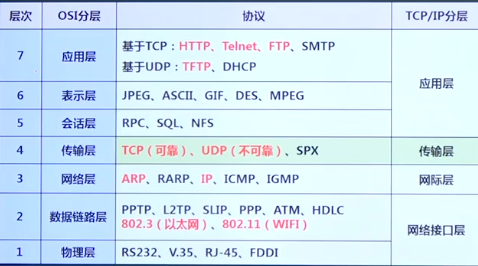 层次 OSI分层 协议 TCP/IP分层
7 应用层 基于TCP：HTTP、Telnet、FTP、SMTP
基于UDP：TFTP、DHCP
应用层
6 表示层 JPEG、ASCII、GIF、DES、MPEG
5 会话层 RPC、SQL、NFS
4 传输层 TCP（可靠）、UDP（不可靠）、SPX 传输层
3 网络层 ARP、RARP、IP、ICMP、IGMP 网际层
2 数据链路层 PPTP、L2TP、SLIP、PPP、ATM、HDLC
802.3（以太网）、802.11（WIFI）
网络接口层
1 物理层 RS232、V.35、RJ-45、FDDI